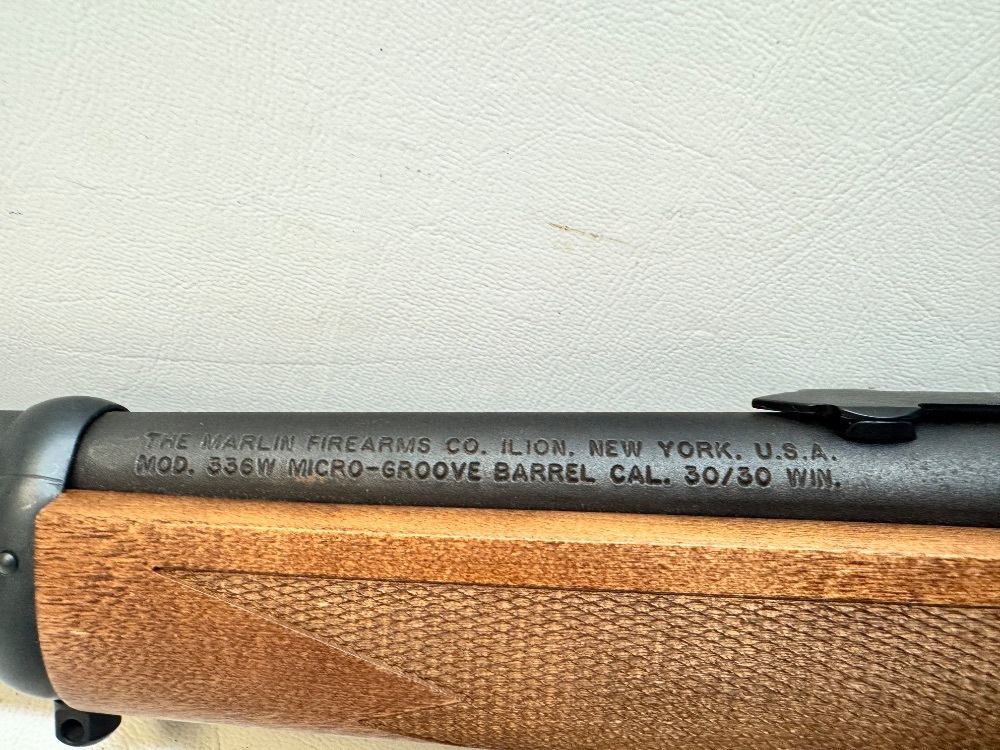 THE MARLIN FIREARMS CO. ILION, NEW YORK, U.S.A.
MOD. 336W MICRO-GROOVE BARREL CAL. 30/30 WIN.